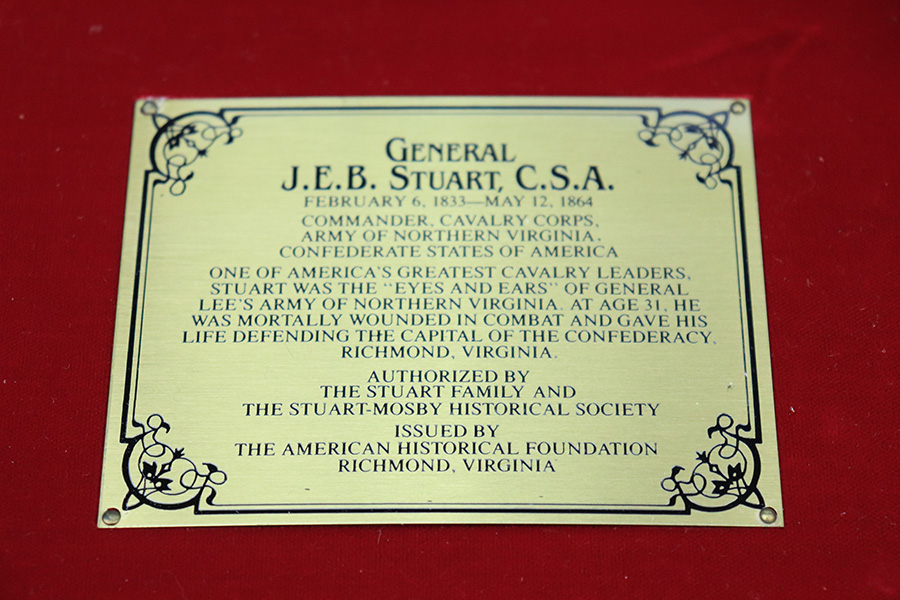 GENERAL
J.E.B. STUART, C.S.A.
FEBRUARY 6, 1833—MAY 12, 1864
COMMANDER, CAVALRY CORPS,
ARMY OF NORTHERN VIRGINIA,
CONFEDERATE STATES OF AMERICA
ONE OF AMERICA'S GREATEST CAVALRY LEADERS,
STUART WAS THE "EYES AND EARS" OF GENERAL
LEE'S ARMY OF NORTHERN VIRGINIA. AT AGE 31, HE
WAS MORTALLY WOUNDED IN COMBAT AND GAVE HIS
LIFE DEFENDING THE CAPITAL OF THE CONFEDERACY,
RICHMOND, VIRGINIA.
AUTHORIZED BY
THE STUART FAMILY AND
THE STUART-MOSBY HISTORICAL SOCIETY
ISSUED BY
THE AMERICAN HISTORICAL FOUNDATION
RICHMOND, VIRGINIA